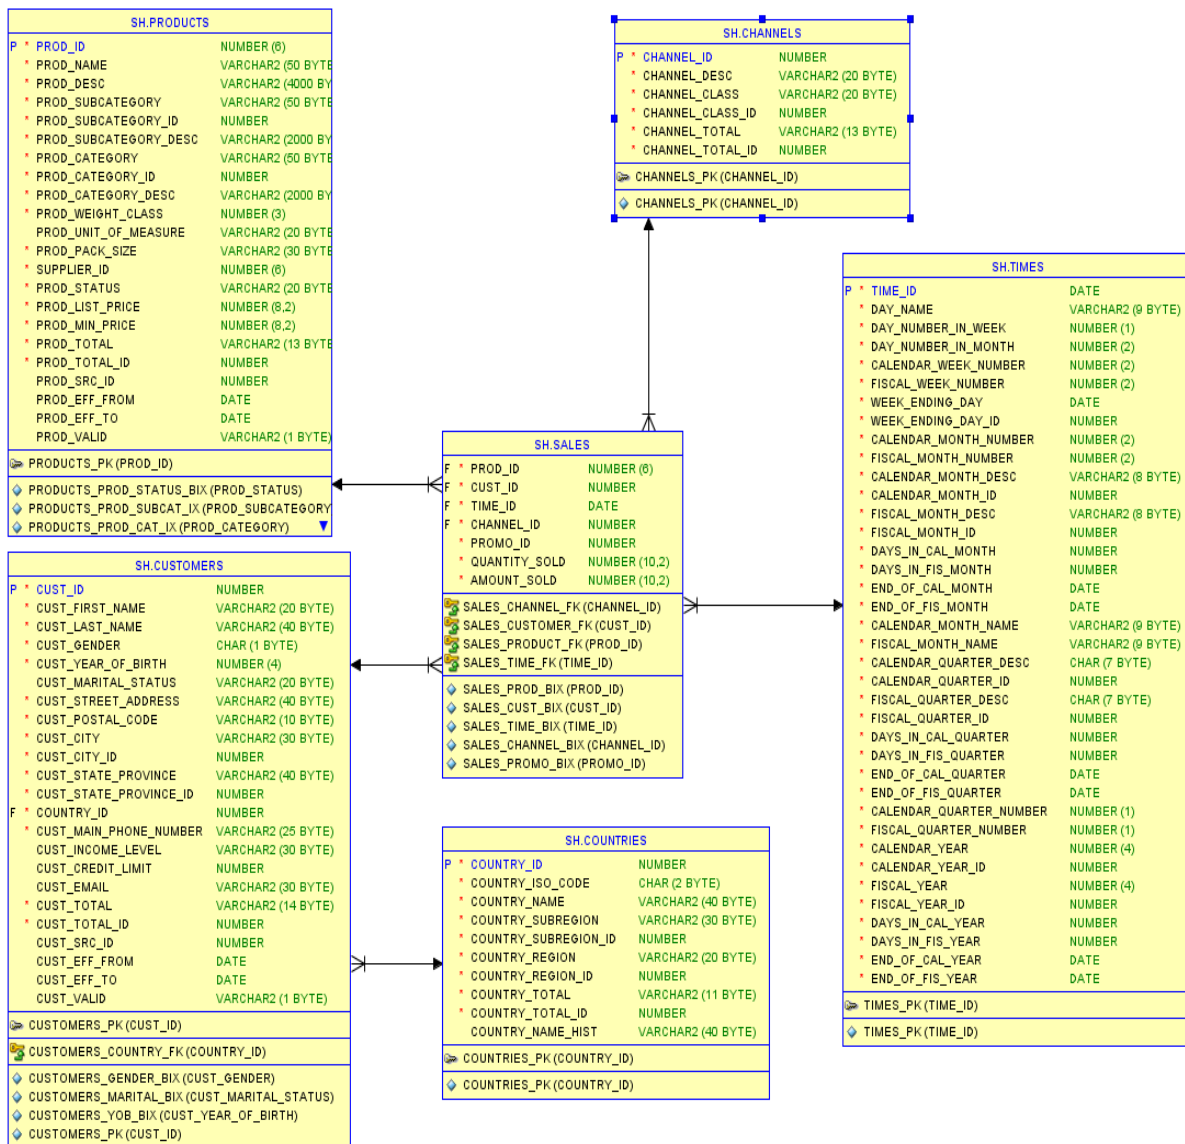 SH.PRODUCTS
P * PROD_ID NUMBER (6)
* PROD_NAME VARCHAR2 (50 BYTE
* PROD_DESC VARCHAR2 (4000 BY
* PROD_SUBCATEGORY VARCHAR2 (50 BYTE
* PROD_SUBCATEGORY_ID NUMBER
* PROD_SUBCATEGORY_DESC VARCHAR2 (2000 BY
* PROD_CATEGORY VARCHAR2 (50 BYTE
* PROD_CATEGORY_ID NUMBER
* PROD_CATEGORY_DESC VARCHAR2 (2000 BY
* PROD_WEIGHT_CLASS NUMBER (3)
PROD_UNIT_OF_MEASURE VARCHAR2 (20 BYTE
* PROD_PACK_SIZE VARCHAR2 (30 BYTE
* SUPPLIER_ID NUMBER (6)
* PROD_STATUS VARCHAR2 (20 BYTE
* PROD_LIST_PRICE NUMBER (8,2)
* PROD_MIN_PRICE NUMBER (8,2)
* PROD_TOTAL VARCHAR2 (13 BYTE
* PROD_TOTAL_ID NUMBER
PROD_SRC_ID NUMBER
PROD_EFF_FROM DATE
PROD_EFF_TO DATE
PROD_VALID VARCHAR2 (1 BYTE)
PRODUCTS_PK (PROD_ID)
PRODUCTS_PROD_STATUS_BIX (PROD_STATUS)
PRODUCTS_PROD_SUBCAT_IX (PROD_SUBCATEGORY
PRODUCTS_PROD_CAT_IX (PROD_CATEGORY)
SH.CHANNELS
P * CHANNEL_ID NUMBER
* CHANNEL_DESC VARCHAR2 (20 BYTE)
* CHANNEL_CLASS VARCHAR2 (20 BYTE)
* CHANNEL_CLASS_ID NUMBER
* CHANNEL_TOTAL VARCHAR2 (13 BYTE)
* CHANNEL_TOTAL_ID NUMBER
CHANNELS_PK (CHANNEL_ID)
CHANNELS_PK (CHANNEL_ID)
SH.TIMES
P * TIME_ID DATE
* DAY_NAME VARCHAR2 (9 BYTE)
* DAY_NUMBER_IN_WEEK NUMBER (1)
* DAY_NUMBER_IN_MONTH NUMBER (2)
* CALENDAR_WEEK_NUMBER NUMBER (2)
* FISCAL_WEEK_NUMBER NUMBER (2)
* WEEK_ENDING_DAY DATE
* WEEK_ENDING_DAY_ID NUMBER
* CALENDAR_MONTH_NUMBER NUMBER (2)
* FISCAL_MONTH_NUMBER NUMBER (2)
* CALENDAR_MONTH_DESC VARCHAR2 (8 BYTE)
* CALENDAR_MONTH_ID NUMBER
* FISCAL_MONTH_DESC VARCHAR2 (8 BYTE)
* FISCAL_MONTH_ID NUMBER
* DAYS_IN_CAL_MONTH NUMBER
* DAYS_IN_FIS_MONTH NUMBER
* END_OF_CAL_MONTH DATE
* END_OF_FIS_MONTH DATE
* CALENDAR_MONTH_NAME VARCHAR2 (9 BYTE)
* FISCAL_MONTH_NAME VARCHAR2 (9 BYTE)
* CALENDAR_QUARTER_DESC CHAR (7 BYTE)
* CALENDAR_QUARTER_ID NUMBER
* FISCAL_QUARTER_DESC CHAR (7 BYTE)
* FISCAL_QUARTER_ID NUMBER
* DAYS_IN_CAL_QUARTER NUMBER
* DAYS_IN_FIS_QUARTER NUMBER
* END_OF_CAL_QUARTER DATE
* END_OF_FIS_QUARTER DATE
* CALENDAR_QUARTER_NUMBER NUMBER (1)
* FISCAL_QUARTER_NUMBER NUMBER (1)
* CALENDAR_YEAR NUMBER (4)
* CALENDAR_YEAR_ID NUMBER
* FISCAL_YEAR NUMBER (4)
* FISCAL_YEAR_ID NUMBER
* DAYS_IN_CAL_YEAR NUMBER
* DAYS_IN_FIS_YEAR NUMBER
* END_OF_CAL_YEAR DATE
* END_OF_FIS_YEAR DATE
TIMES_PK (TIME_ID)
TIMES_PK (TIME_ID)
SH.SALES
F * PROD_ID NUMBER (6)
F * CUST_ID NUMBER
F * TIME_ID DATE
F * CHANNEL_ID NUMBER
* PROMO_ID NUMBER
* QUANTITY_SOLD NUMBER (10,2)
* AMOUNT_SOLD NUMBER (10,2)
SALES_CHANNEL_FK (CHANNEL_ID)
SALES_CUSTOMER_FK (CUST_ID)
SALES_PRODUCT_FK (PROD_ID)
SALES_TIME_FK (TIME_ID)
SALES_PROD_BIX (PROD_ID)
SALES_CUST_BIX (CUST_ID)
SALES_TIME_BIX (TIME_ID)
SALES_CHANNEL_BIX (CHANNEL_ID)
SALES_PROMO_BIX (PROMO_ID)
SH.CUSTOMERS
P * CUST_ID NUMBER
* CUST_FIRST_NAME VARCHAR2 (20 BYTE)
* CUST_LAST_NAME VARCHAR2 (40 BYTE)
* CUST_GENDER CHAR (1 BYTE)
* CUST_YEAR_OF_BIRTH NUMBER (4)
CUST_MARITAL_STATUS VARCHAR2 (20 BYTE)
* CUST_STREET_ADDRESS VARCHAR2 (40 BYTE)
* CUST_POSTAL_CODE VARCHAR2 (10 BYTE)
* CUST_CITY VARCHAR2 (30 BYTE)
* CUST_CITY_ID NUMBER
* CUST_STATE_PROVINCE VARCHAR2 (40 BYTE)
* CUST_STATE_PROVINCE_ID NUMBER
F * COUNTRY_ID NUMBER
* CUST_MAIN_PHONE_NUMBER VARCHAR2 (25 BYTE)
CUST_INCOME_LEVEL VARCHAR2 (30 BYTE)
CUST_CREDIT_LIMIT NUMBER
CUST_EMAIL VARCHAR2 (30 BYTE)
* CUST_TOTAL VARCHAR2 (14 BYTE)
* CUST_TOTAL_ID NUMBER
CUST_SRC_ID NUMBER
CUST_EFF_FROM DATE
CUST_EFF_TO DATE
CUST_VALID VARCHAR2 (1 BYTE)
CUSTOMERS_PK (CUST_ID)
CUSTOMERS_COUNTRY_FK (COUNTRY_ID)
CUSTOMERS_GENDER_BIX (CUST_GENDER)
CUSTOMERS_MARITAL_BIX (CUST_MARITAL_STATUS)
CUSTOMERS_YOB_BIX (CUST_YEAR_OF_BIRTH)
CUSTOMERS_PK (CUST_ID)
SH.COUNTRIES
P * COUNTRY_ID NUMBER
* COUNTRY_ISO_CODE CHAR (2 BYTE)
* COUNTRY_NAME VARCHAR2 (40 BYTE)
* COUNTRY_SUBREGION VARCHAR2 (30 BYTE)
* COUNTRY_SUBREGION_ID NUMBER
* COUNTRY_REGION VARCHAR2 (20 BYTE)
* COUNTRY_REGION_ID NUMBER
* COUNTRY_TOTAL VARCHAR2 (11 BYTE)
* COUNTRY_TOTAL_ID NUMBER
COUNTRY_NAME_HIST VARCHAR2 (40 BYTE)
COUNTRIES_PK (COUNTRY_ID)
COUNTRIES_PK (COUNTRY_ID)